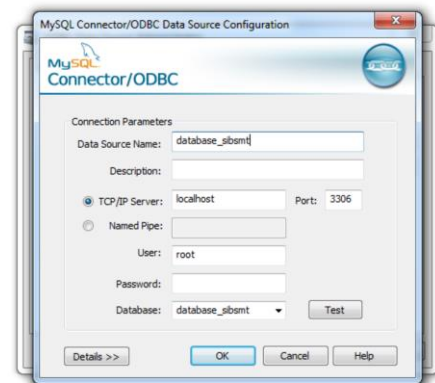 MySQL Connector/ODBC Data Source Configuration
MySQL
Connector/ODBC
Connection Parameters
Data Source Name: database_sibsmt
Description:
TCP/IP Server: localhost Port: 3306
Named Pipe:
User: root
Password:
Database: database_sibsmt Test
Details >> OK Cancel Help